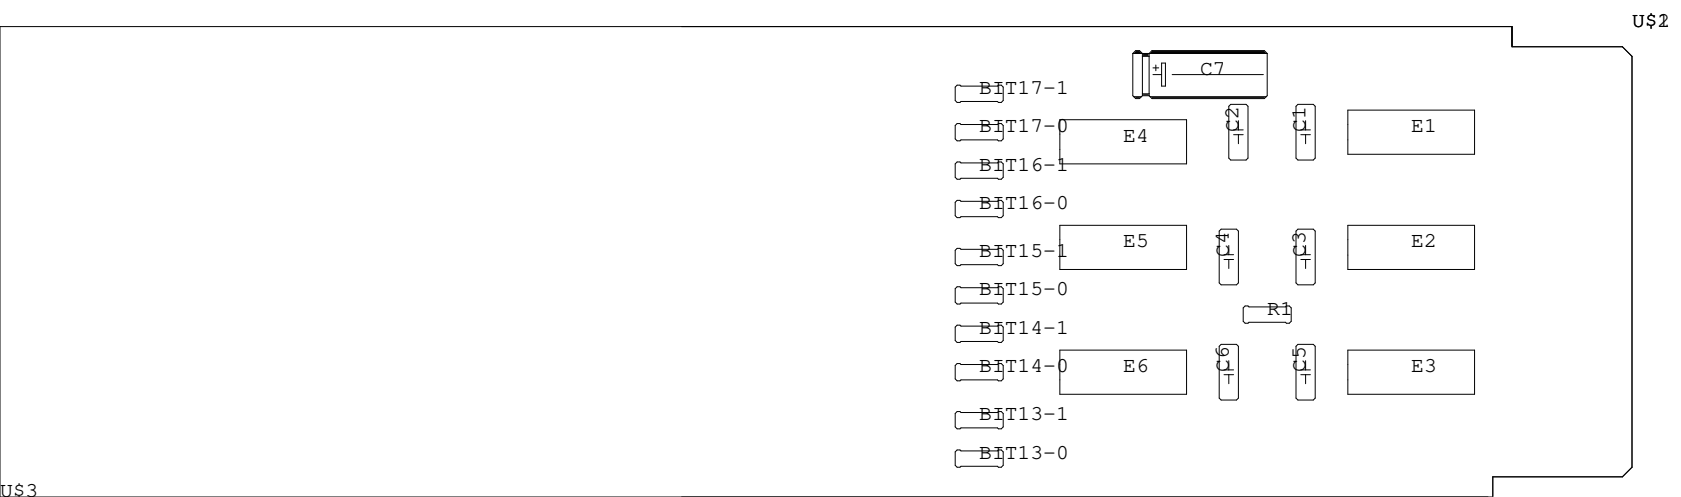 U$2
C7
BIT17-1
C2
C1
BIT17-0
E4
E1
BIT16-1
BIT16-0
C4
C3
E5
E2
BIT15-1
BIT15-0
R1
BIT14-1
C6
C5
BIT14-0
E6
E3
BIT13-1
BIT13-0
U$3